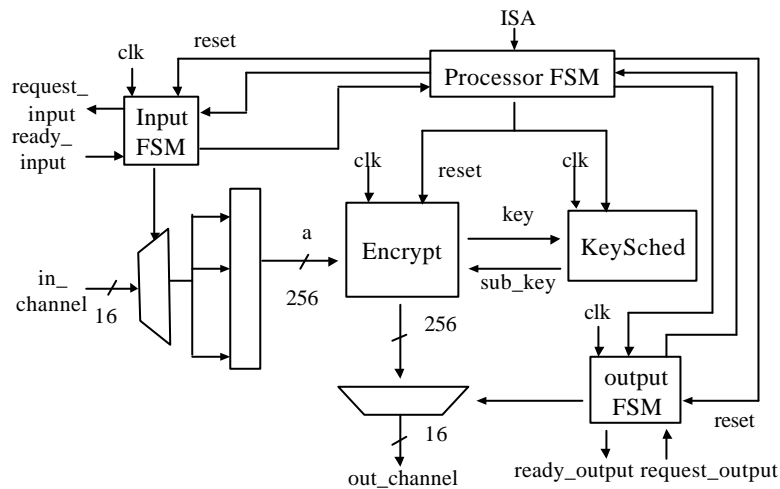 ISA
reset
clk
Processor FSM
request_
input
ready_
input
Input
FSM
clk
reset
clk
key
a
Encrypt
KeySched
sub_key
in_
channel
16
256
256
clk
output
FSM
reset
16
out_channel
ready_output
request_output